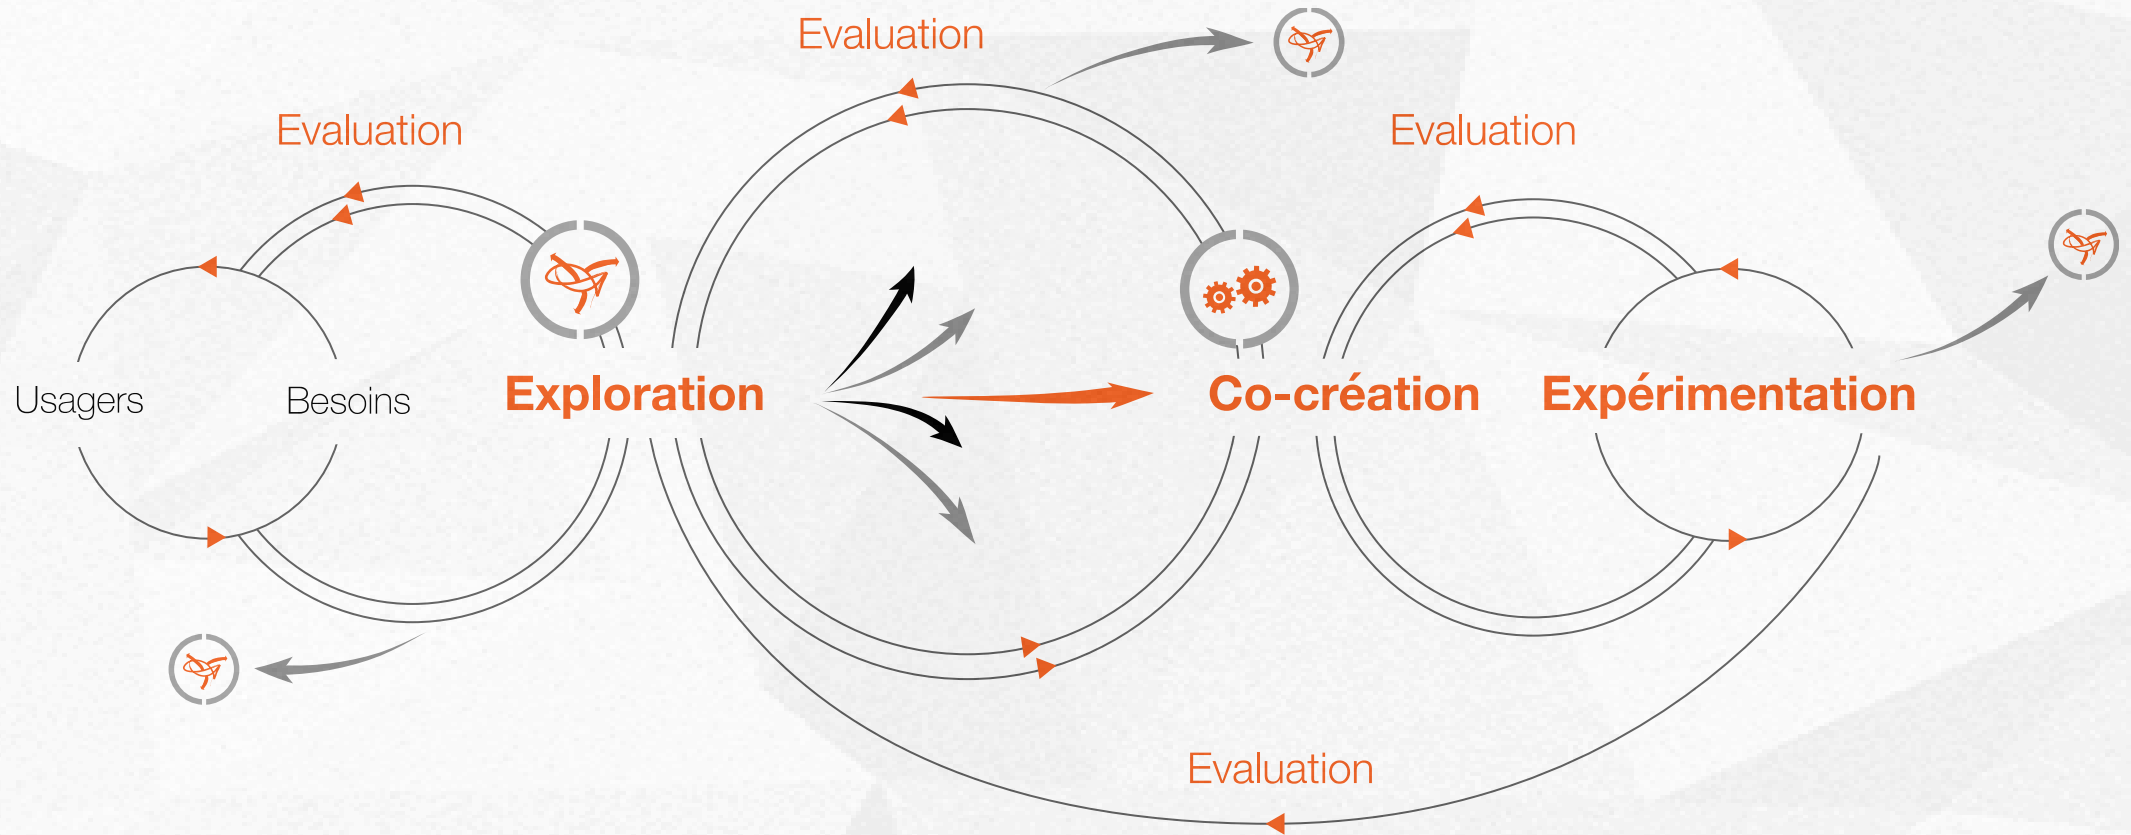 Evaluation
Evaluation
Evaluation
Usagers
Besoins
Exploration
Co-création
Expérimentation
Evaluation